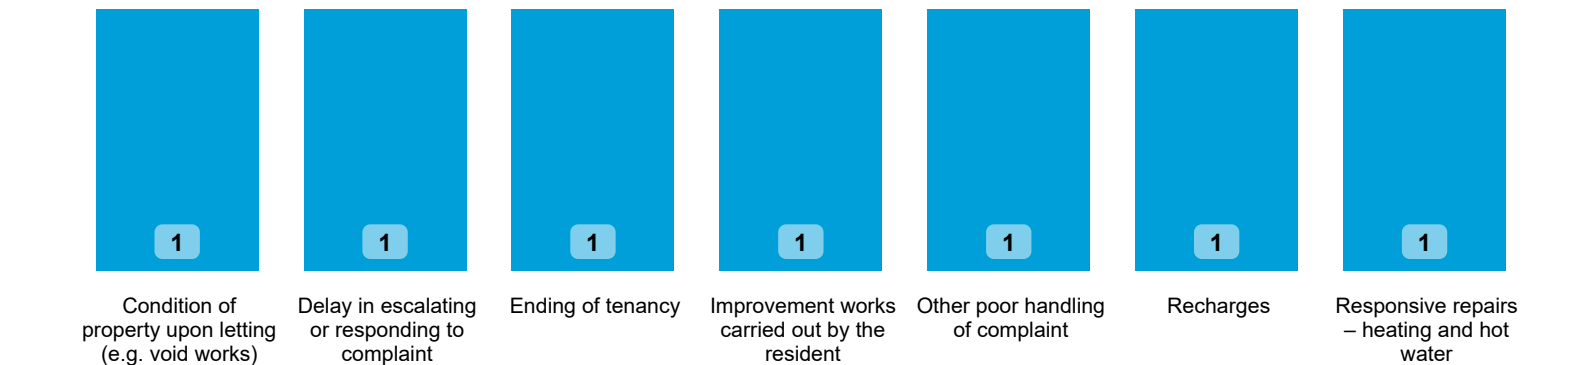 1 1 1 1 1 1 1
Condition of
property upon letting
(e.g. void works)
Delay in escalating
or responding to
complaint
Ending of tenancy
Improvement works
carried out by the
resident
Other poor handling
of complaint
Recharges
Responsive repairs
– heating and hot
water